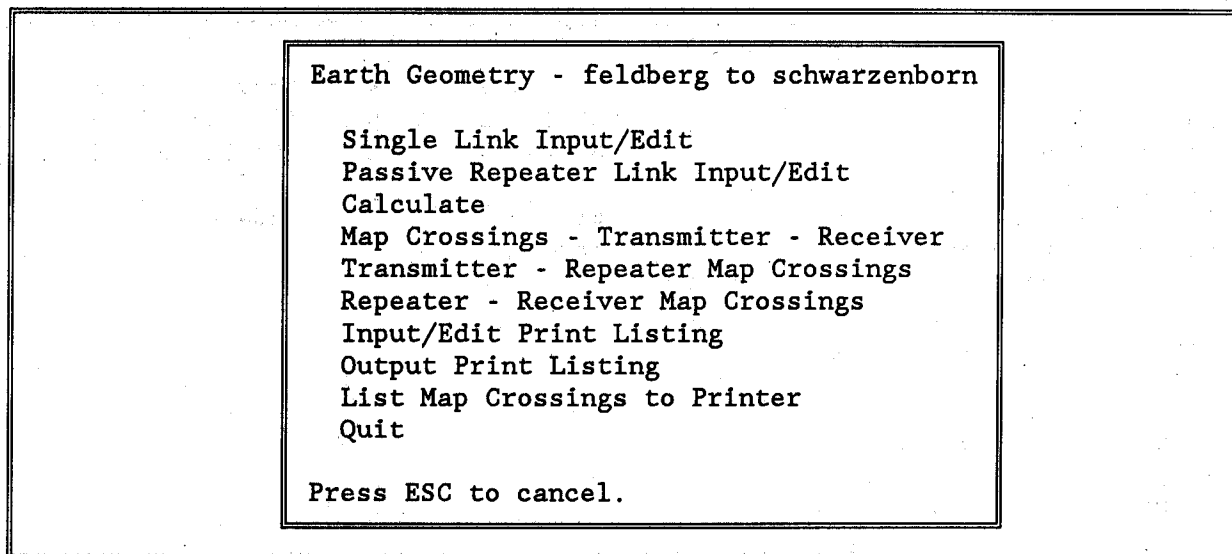 Earth Geometry - feldberg to schwarzenborn
Single Link Input/Edit
Passive Repeater Link Input/Edit
Calculate
Map Crossings - Transmitter - Receiver
Transmitter - Repeater Map Crossings
Repeater - Receiver Map Crossings
Input/Edit Print Listing
Output Print Listing
List Map Crossings to Printer
Quit
Press ESC to cancel.